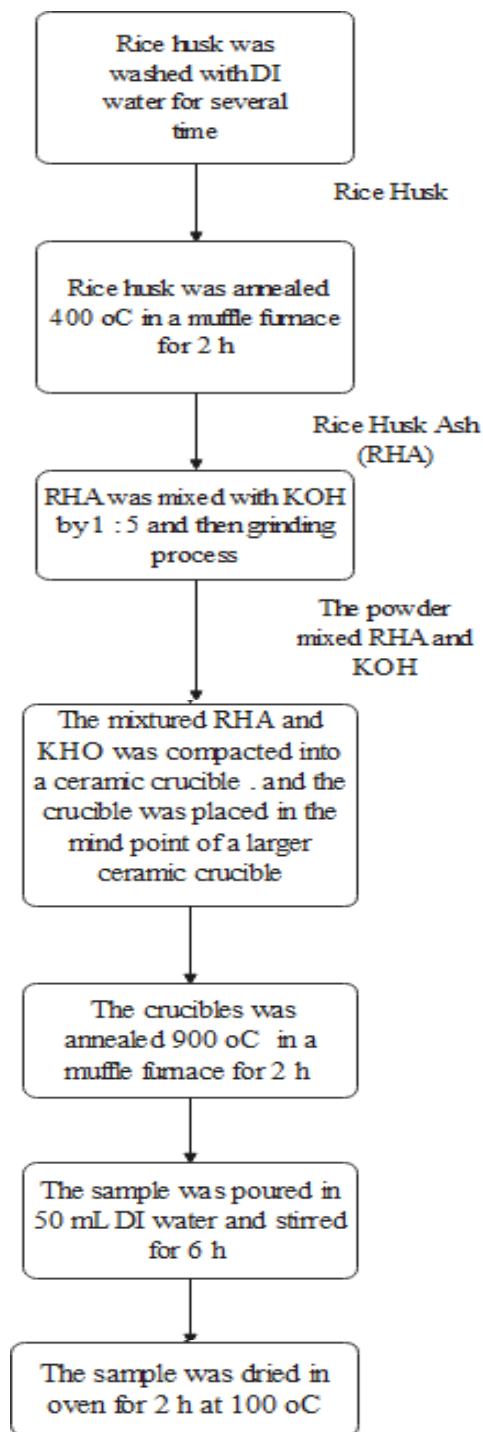 Rice husk was
washed with DI
water for several
time
Rice Husk
Rice husk was annealed
400 oC in a muffle furnace
for 2 h
Rice Husk Ash
(RHA)
RHA was mixed with KOH
by 1 : 5 and then grinding
process
The powder
mixed RHA and
KOH
The mixtured RHA and
KHO was compacted into
a ceramic crucible . and the
crucible was placed in the
mind point of a larger
ceramic crucible
The crucibles was
annealed 900 oC in a
muffle furnace for 2 h
The sample was poured in
50 mL DI water and stirred
for 6 h
The sample was dried in
oven for 2 h at 100 oC